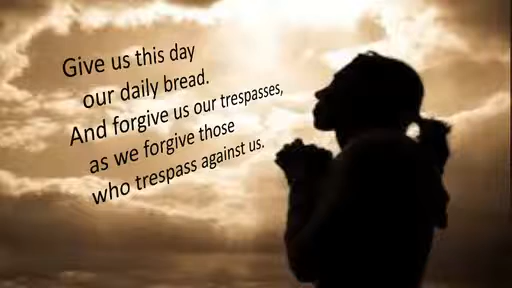 Give us this day
our daily bread.
And forgive us our trespasses,
as we forgive those
who trespass against us.